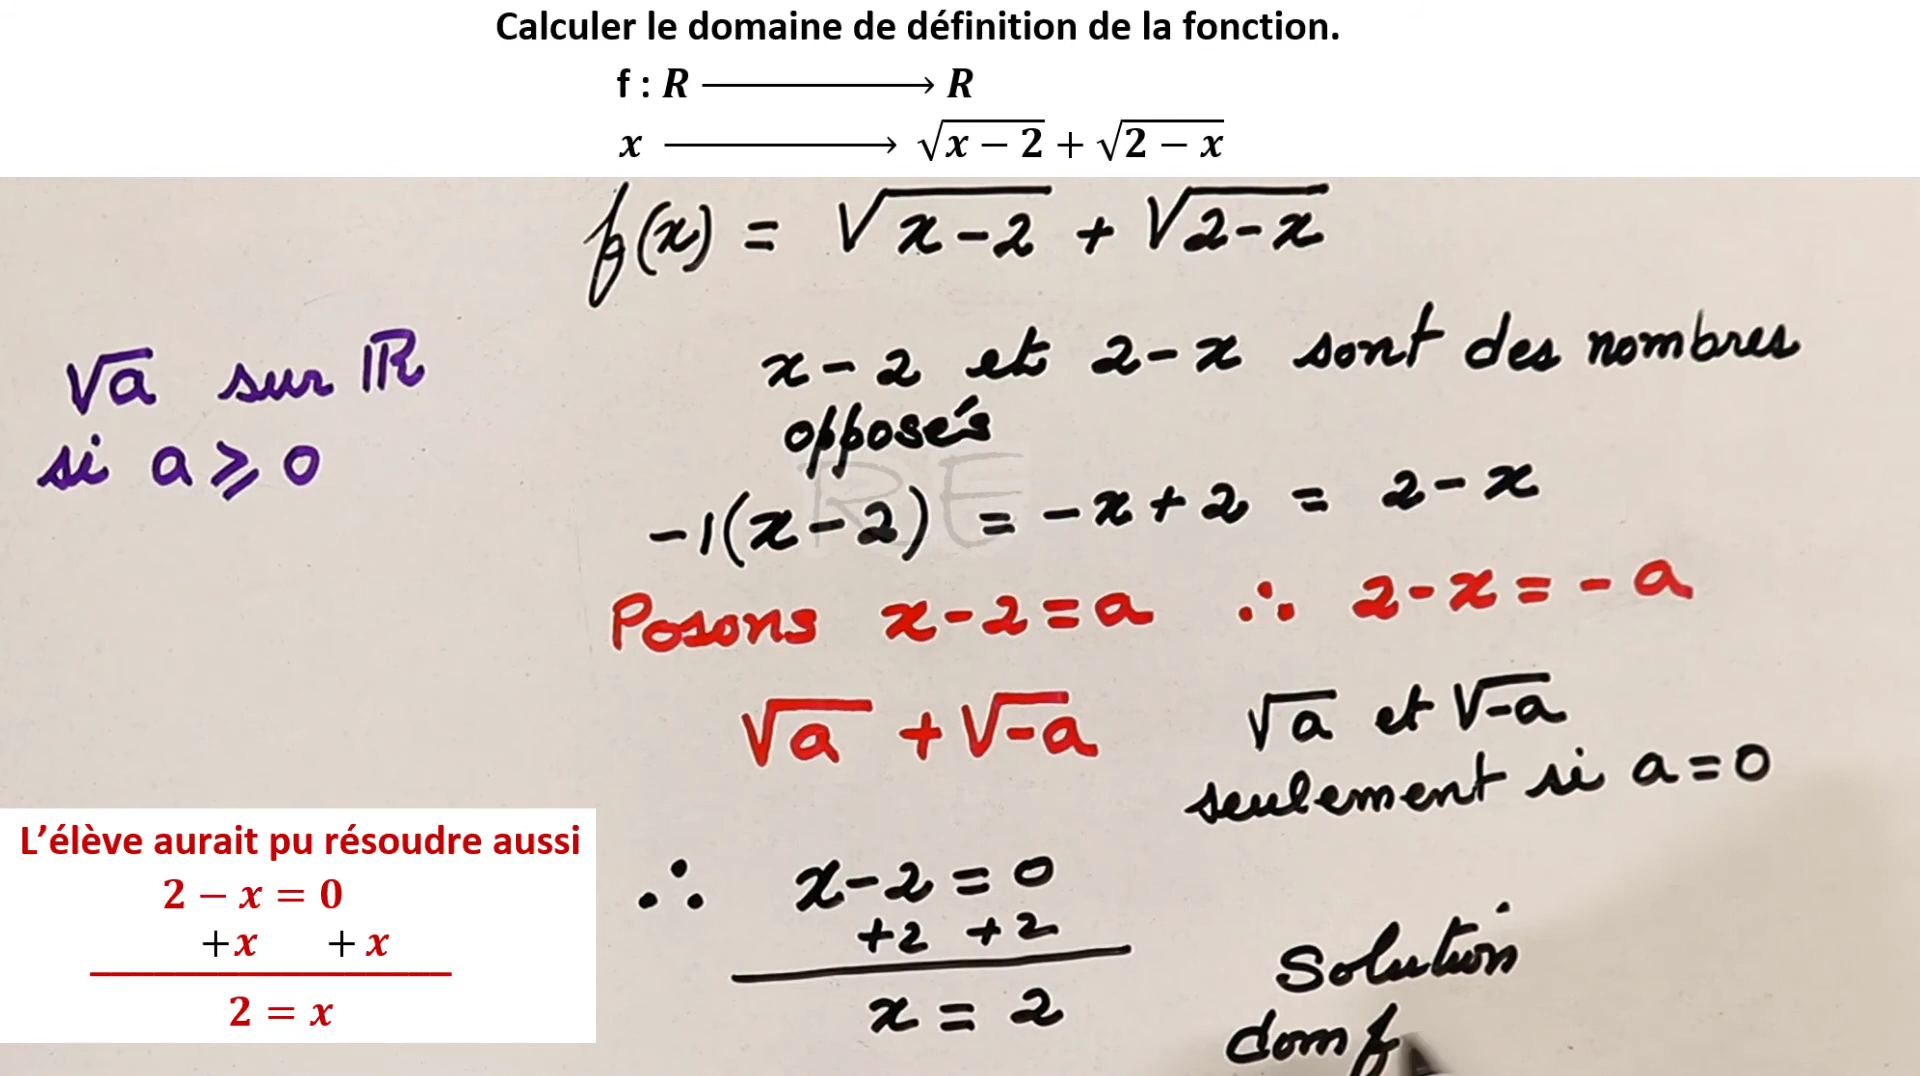 Calculer le domaine de définition de la fonction.
f : R ⟶ R
x ⟶ √(x − 2) + √(2 − x)
f(x) = √(x-2) + √(2-x)
√a sur ℝ
si a ⩾ 0
x-2 et 2-x sont des nombres
opposés
RE
-1(x-2) = -x+2 = 2-x
Posons x-2=a ∴ 2-x=-a
√a + √-a
√a et √-a
seulement si a=0
L’élève aurait pu résoudre aussi
2 − x = 0
+x + x
2 = x
∴ x-2=0
+2 +2
x = 2
Solution
dom f